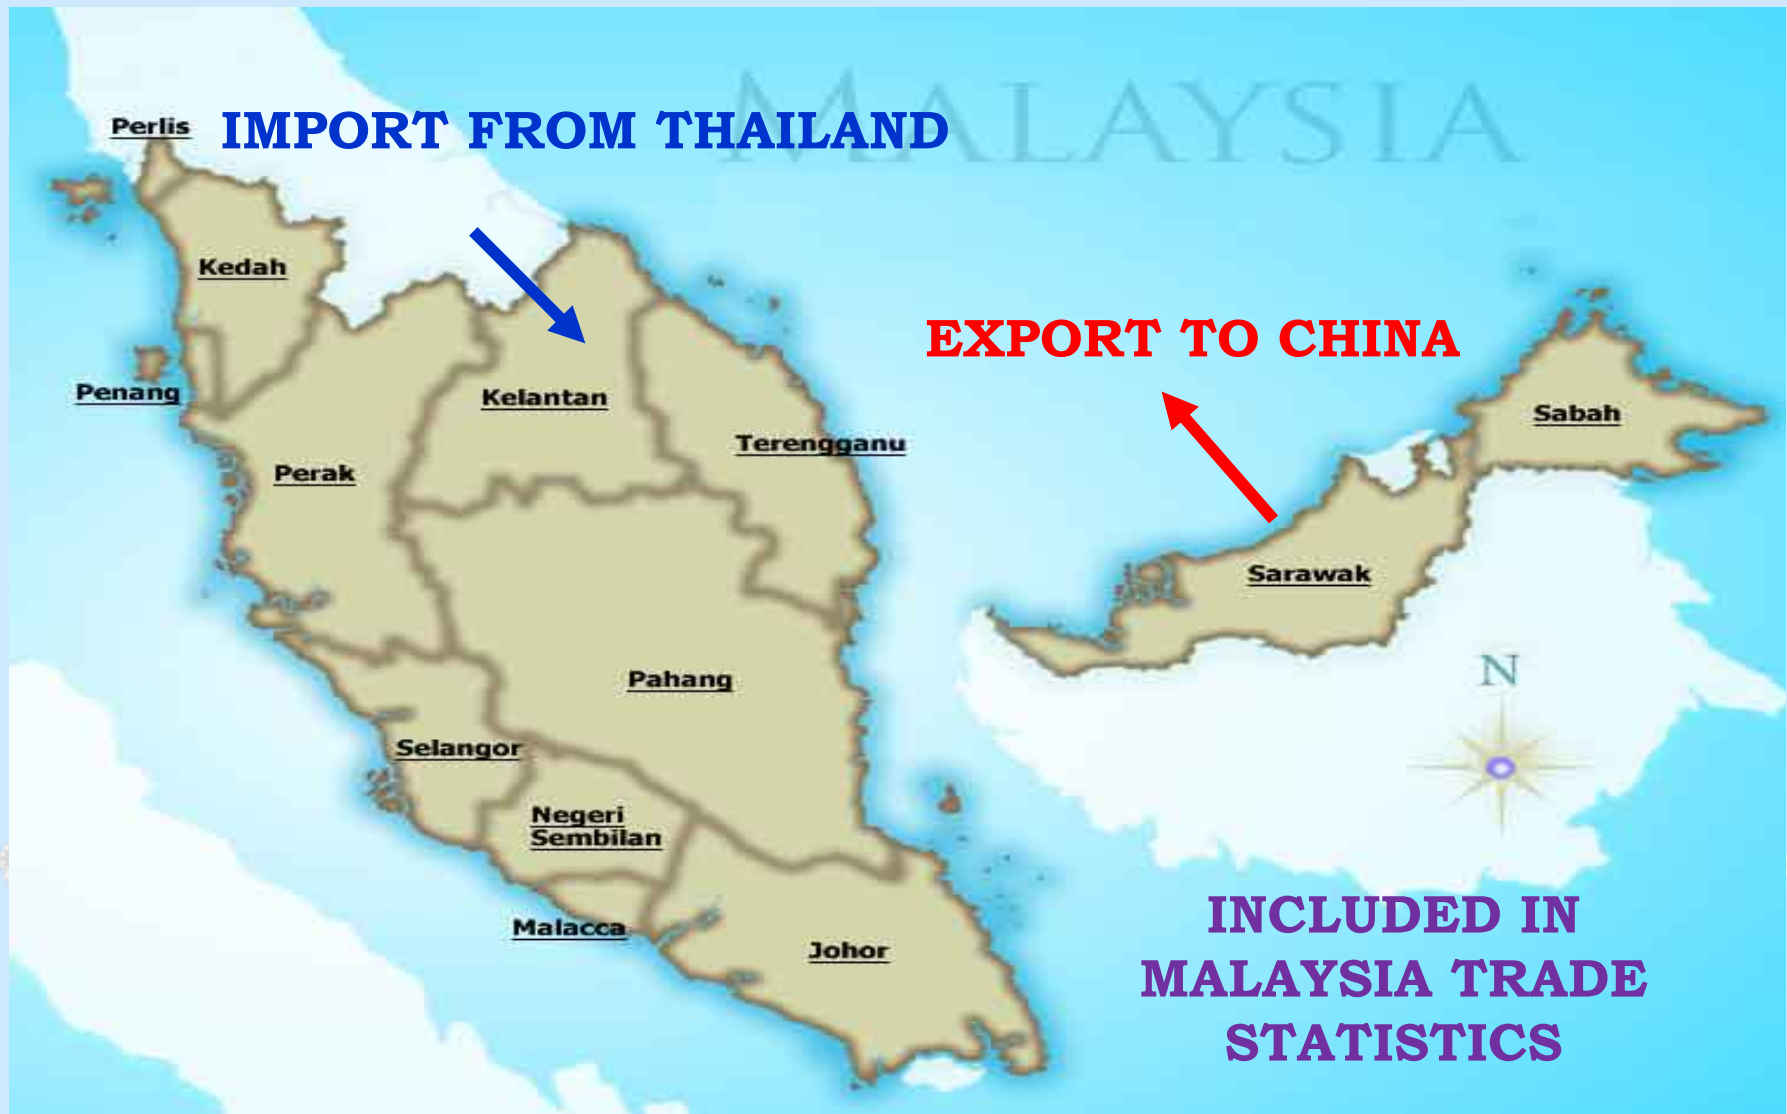 MALAYSIA
Perlis
IMPORT FROM THAILAND
Kedah
EXPORT TO CHINA
Penang
Kelantan
Sabah
Terengganu
Perak
Sarawak
Pahang
N
Selangor
Negeri
Sembilan
Malacca
Johor
INCLUDED IN
MALAYSIA TRADE
STATISTICS